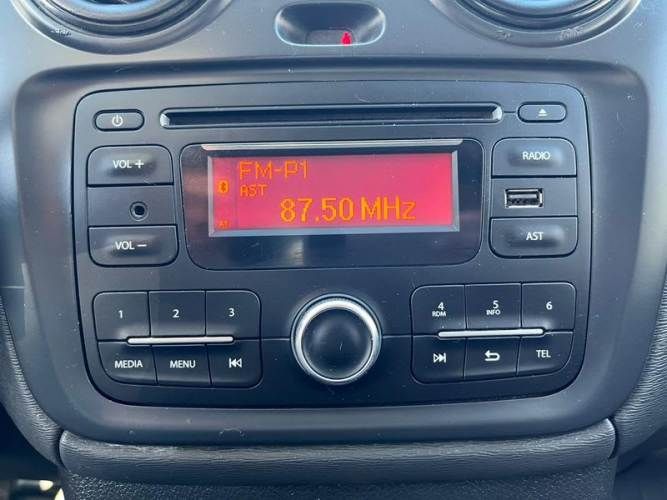 VOL +
RADIO
FM-P1
AST
87.50 MHz
VOL –
AST
1
2
3
4
RDM
5
INFO
6
MEDIA
MENU
TEL